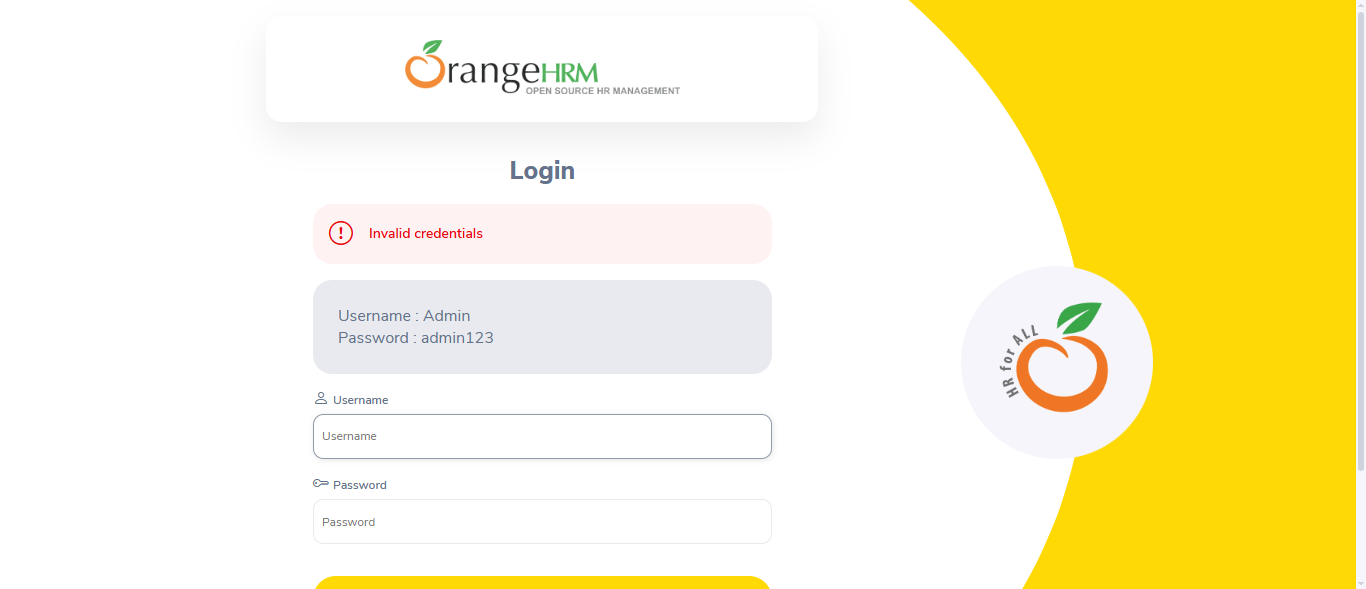 OrangeHRM
OPEN SOURCE HR MANAGEMENT
Login
! Invalid credentials
Username : Admin
Password : admin123
Username
Username
Password
Password
HR for ALL